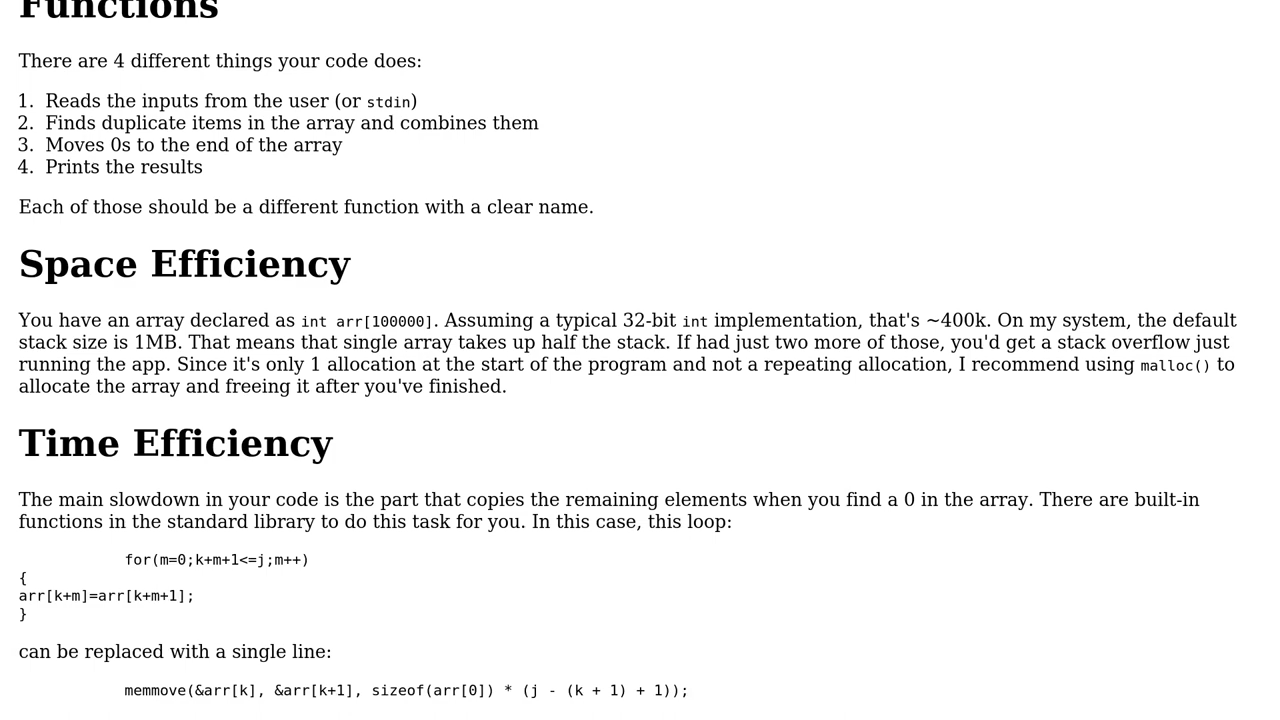 Functions
There are 4 different things your code does:
1. Reads the inputs from the user (or stdin)
2. Finds duplicate items in the array and combines them
3. Moves 0s to the end of the array
4. Prints the results
Each of those should be a different function with a clear name.
Space Efficiency
You have an array declared as int arr[100000]. Assuming a typical 32-bit int implementation, that's ~400k. On my system, the default
stack size is 1MB. That means that single array takes up half the stack. If had just two more of those, you'd get a stack overflow just
running the app. Since it's only 1 allocation at the start of the program and not a repeating allocation, I recommend using malloc() to
allocate the array and freeing it after you've finished.
Time Efficiency
The main slowdown in your code is the part that copies the remaining elements when you find a 0 in the array. There are built-in
functions in the standard library to do this task for you. In this case, this loop:
for(m=0;k+m+1<=j;m++)
{
arr[k+m]=arr[k+m+1];
}
can be replaced with a single line:
memmove(&arr[k], &arr[k+1], sizeof(arr[0]) * (j - (k + 1) + 1));